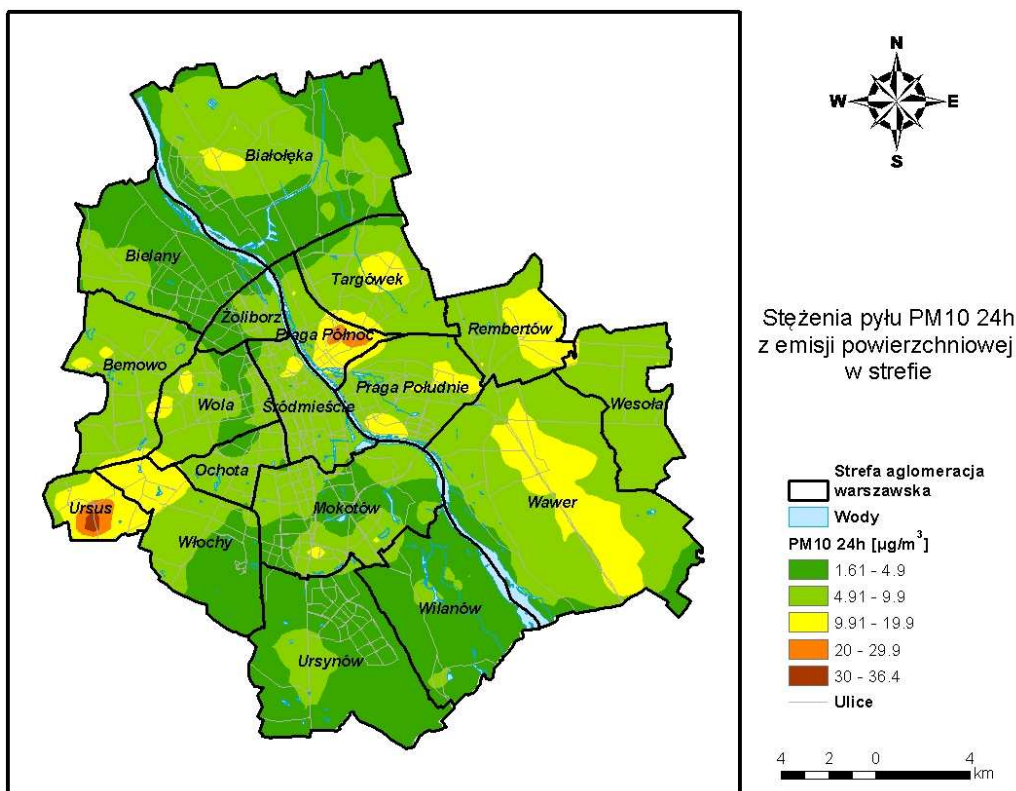 N
W E
S
Białołęka
Bielany
Targówek
Żoliborz
Rembertów
Praga Północ
Bemowo
Praga Południe
Wola
Śródmieście
Wesoła
Ochota
Ursus
Mokotów
Wawer
Włochy
Wilanów
Ursynów
Stężenia pyłu PM10 24h
z emisji powierzchniowej
w strefie
Strefa aglomeracja
warszawska
Wody
PM10 24h [µg/m³]
1.61 - 4.9
4.91 - 9.9
9.91 - 19.9
20 - 29.9
30 - 36.4
Ulice
4 2 0 4
km